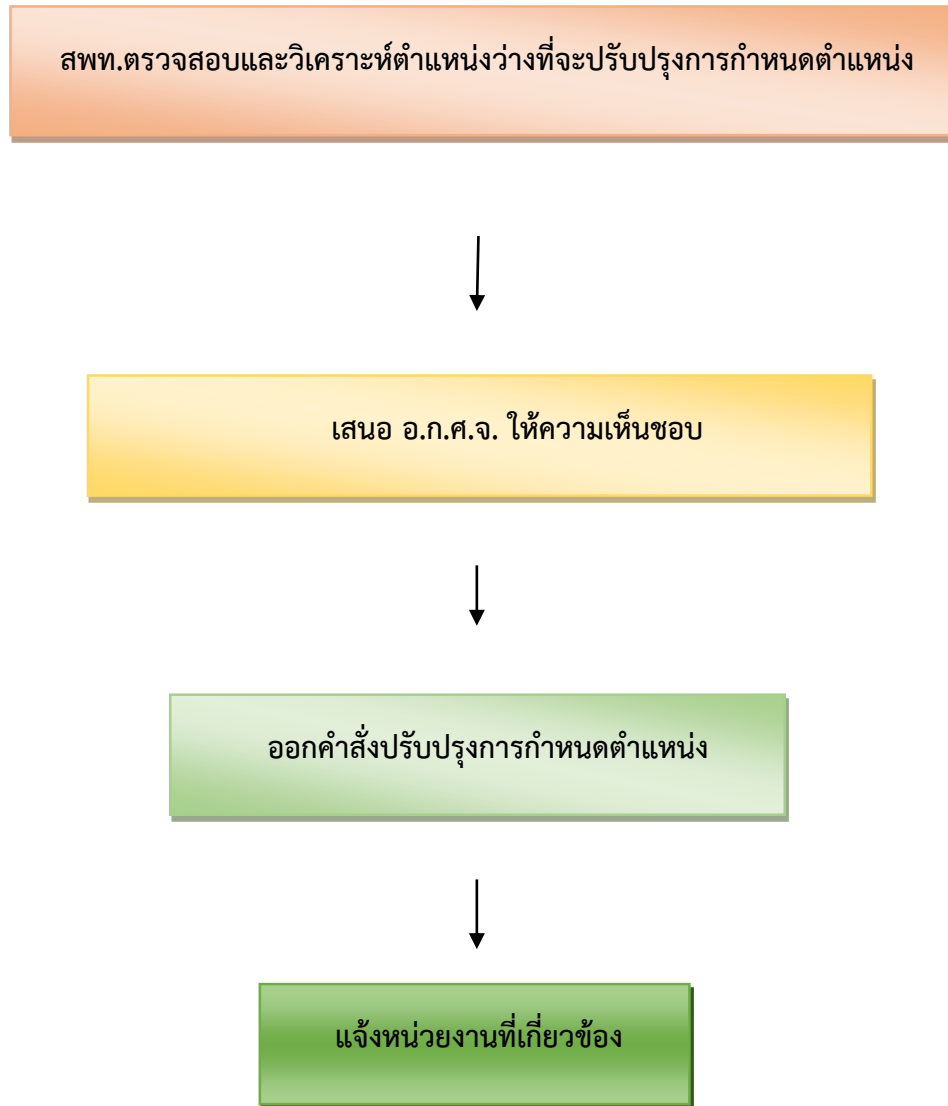 สพท.ตรวจสอบและวิเคราะห์ตำแหน่งว่างที่จะปรับปรุงการกำหนดตำแหน่ง
เสนอ อ.ก.ศ.จ. ให้ความเห็นชอบ
ออกคำสั่งปรับปรุงการกำหนดตำแหน่ง
แจ้งหน่วยงานที่เกี่ยวข้อง